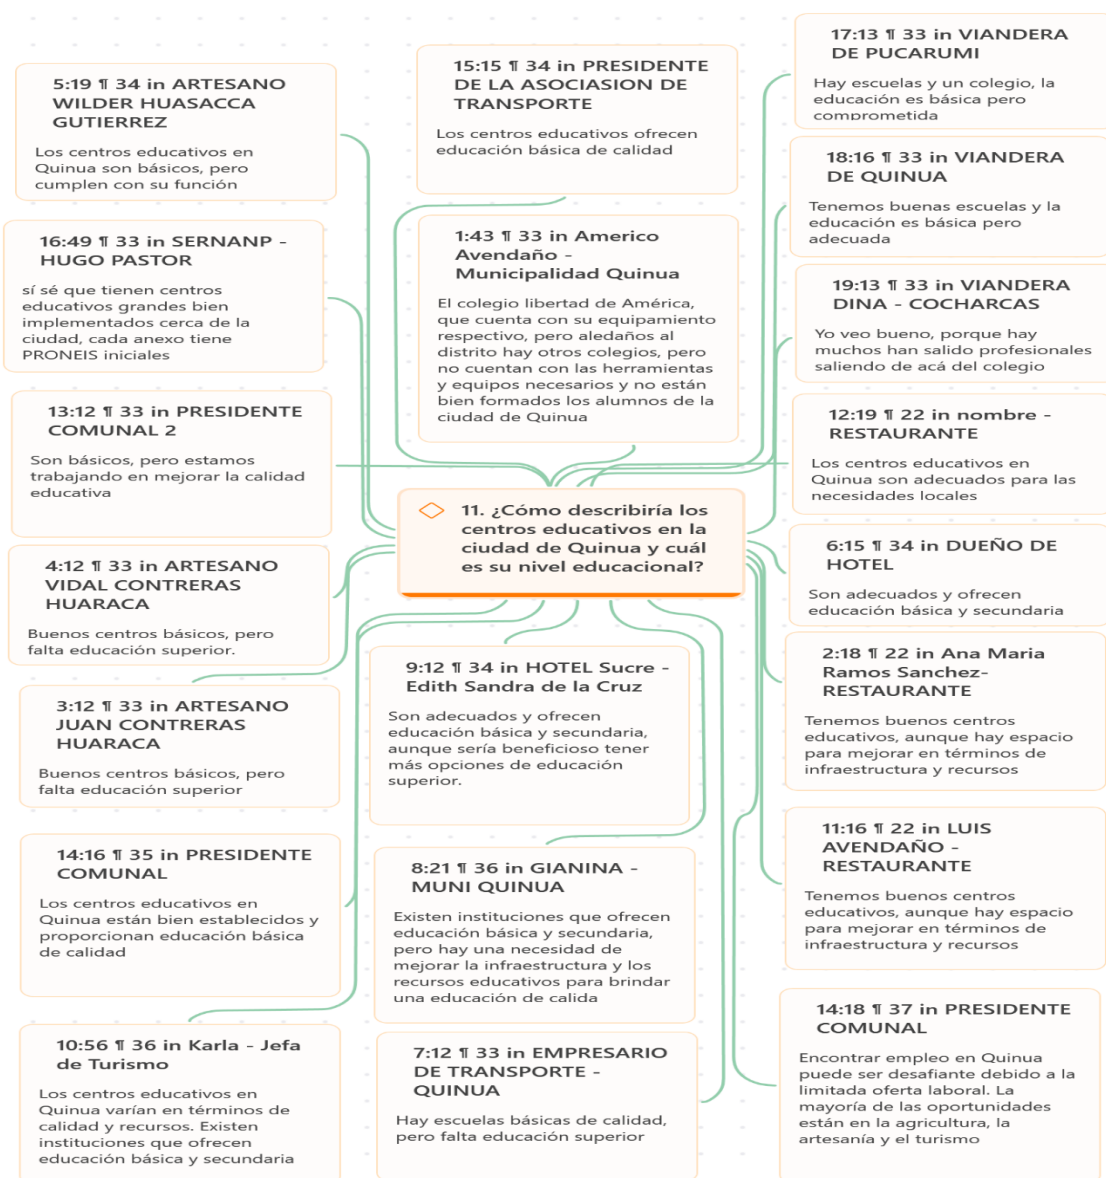 5:19 ¶ 34 in ARTESANO
WILDER HUASACCA
GUTIERREZ
Los centros educativos en
Quinua son básicos, pero
cumplen con su función
16:49 ¶ 33 in SERNANP -
HUGO PASTOR
sí sé que tienen centros
educativos grandes bien
implementados cerca de la
ciudad, cada anexo tiene
PRONEIS iniciales
13:12 ¶ 33 in PRESIDENTE
COMUNAL 2
Son básicos, pero estamos
trabajando en mejorar la calidad
educativa
4:12 ¶ 33 in ARTESANO
VIDAL CONTRERAS
HUARACA
Buenos centros básicos, pero
falta educación superior.
3:12 ¶ 33 in ARTESANO
JUAN CONTRERAS
HUARACA
Buenos centros básicos, pero
falta educación superior
14:16 ¶ 35 in PRESIDENTE
COMUNAL
Los centros educativos en
Quinua están bien establecidos y
proporcionan educación básica
de calidad
10:56 ¶ 36 in Karla - Jefa
de Turismo
Los centros educativos en
Quinua varían en términos de
calidad y recursos. Existen
instituciones que ofrecen
educación básica y secundaria
15:15 ¶ 34 in PRESIDENTE
DE LA ASOCIASION DE
TRANSPORTE
Los centros educativos ofrecen
educación básica de calidad
1:43 ¶ 33 in Americo
Avendaño -
Municipalidad Quinua
El colegio libertad de América,
que cuenta con su equipamiento
respectivo, pero aledaños al
distrito hay otros colegios, pero
no cuentan con las herramientas
y equipos necesarios y no están
bien formados los alumnos de la
ciudad de Quinua
11. ¿Cómo describiría los
centros educativos en la
ciudad de Quinua y cuál
es su nivel educacional?
9:12 ¶ 34 in HOTEL Sucre -
Edith Sandra de la Cruz
Son adecuados y ofrecen
educación básica y secundaria,
aunque sería beneficioso tener
más opciones de educación
superior.
8:21 ¶ 36 in GIANINA -
MUNI QUINUA
Existen instituciones que ofrecen
educación básica y secundaria,
pero hay una necesidad de
mejorar la infraestructura y los
recursos educativos para brindar
una educación de calida
7:12 ¶ 33 in EMPRESARIO
DE TRANSPORTE -
QUINUA
Hay escuelas básicas de calidad,
pero falta educación superior
17:13 ¶ 33 in VIANDERA
DE PUCARUMI
Hay escuelas y un colegio, la
educación es básica pero
comprometida
18:16 ¶ 33 in VIANDERA
DE QUINUA
Tenemos buenas escuelas y la
educación es básica pero
adecuada
19:13 ¶ 33 in VIANDERA
DINA - COCHARCAS
Yo veo bueno, porque hay
muchos han salido profesionales
saliendo de acá del colegio
12:19 ¶ 22 in nombre -
RESTAURANTE
Los centros educativos en
Quinua son adecuados para las
necesidades locales
6:15 ¶ 34 in DUEÑO DE
HOTEL
Son adecuados y ofrecen
educación básica y secundaria
2:18 ¶ 22 in Ana Maria
Ramos Sanchez-
RESTAURANTE
Tenemos buenos centros
educativos, aunque hay espacio
para mejorar en términos de
infraestructura y recursos
11:16 ¶ 22 in LUIS
AVENDAÑO -
RESTAURANTE
Tenemos buenos centros
educativos, aunque hay espacio
para mejorar en términos de
infraestructura y recursos
14:18 ¶ 37 in PRESIDENTE
COMUNAL
Encontrar empleo en Quinua
puede ser desafiante debido a la
limitada oferta laboral. La
mayoría de las oportunidades
están en la agricultura, la
artesanía y el turismo